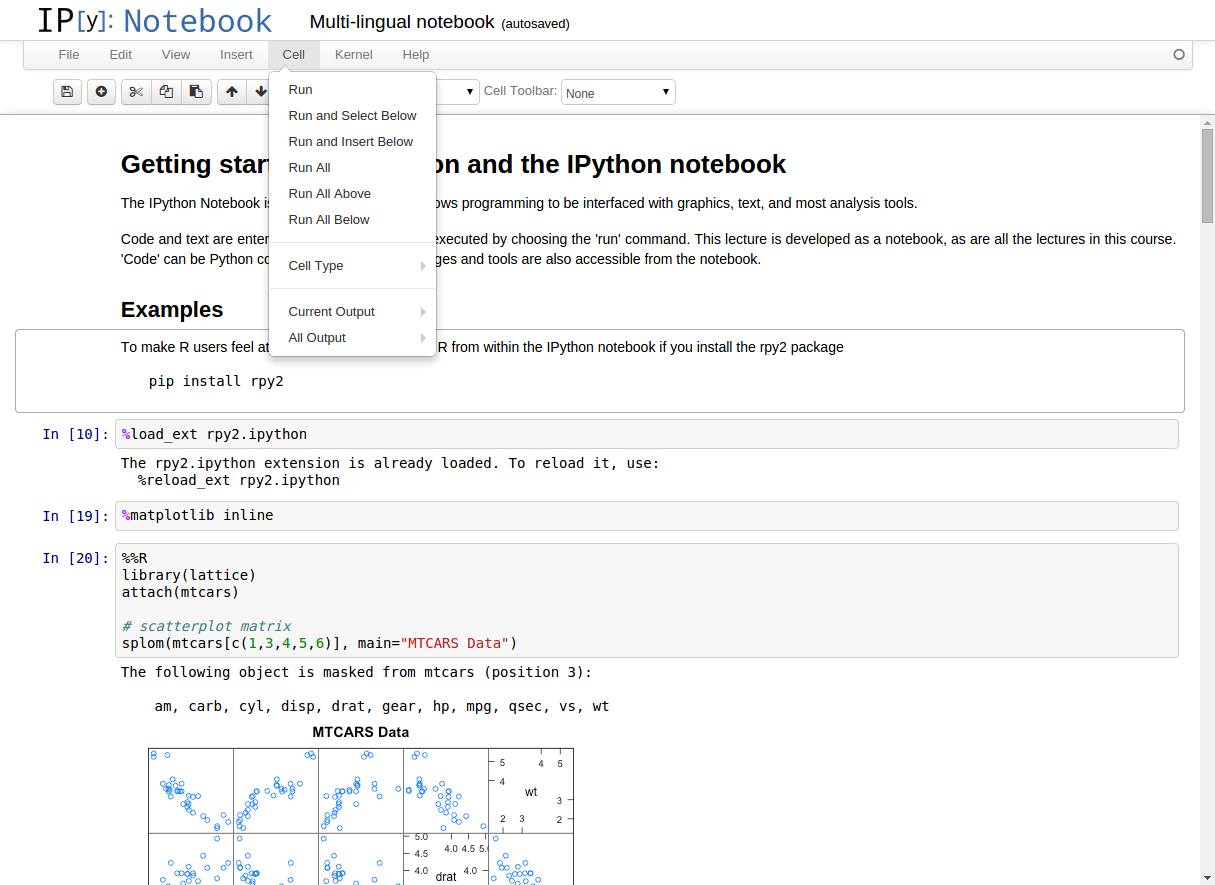 IP[y]: Notebook
Multi-lingual notebook (autosaved)
File Edit View Insert Cell Kernel Help
Cell Toolbar: None
Run
Run and Select Below
Run and Insert Below
Run All
Run All Above
Run All Below
Cell Type
Current Output
All Output
Getting start on and the IPython notebook
The IPython Notebook is ows programming to be interfaced with graphics, text, and most analysis tools.
Code and text are enter executed by choosing the 'run' command. This lecture is developed as a notebook, as are all the lectures in this course.
'Code' can be Python co ges and tools are also accessible from the notebook.
Examples
To make R users feel at R from within the IPython notebook if you install the rpy2 package
pip install rpy2
In [10]: %load_ext rpy2.ipython
The rpy2.ipython extension is already loaded. To reload it, use:
%reload_ext rpy2.ipython
In [19]: %matplotlib inline
In [20]: %%R
library(lattice)
attach(mtcars)
# scatterplot matrix
splom(mtcars[c(1,3,4,5,6)], main="MTCARS Data")
The following object is masked from mtcars (position 3):
am, carb, cyl, disp, drat, gear, hp, mpg, qsec, vs, wt
MTCARS Data
5 4 5
4
wt
3
2 3 2
5.0
4.0 4.5 5.
4.5
4.0 drat 4.0